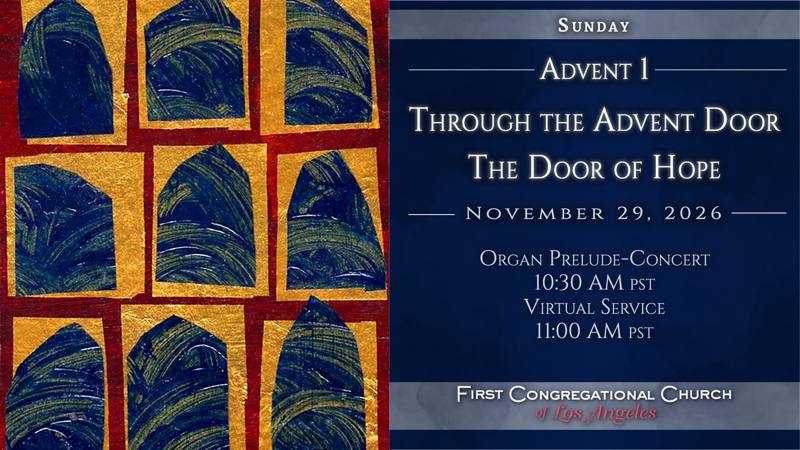 Sunday
Advent 1
Through the Advent Door
The Door of Hope
November 29, 2026
Organ Prelude-Concert
10:30 AM PST
Virtual Service
11:00 AM PST
First Congregational Church
of Los Angeles